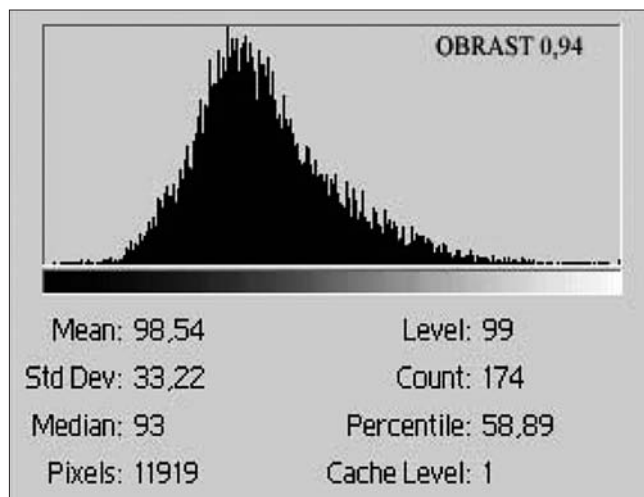 OBRAST 0,94
Mean: 98,54
Level: 99
Std Dev: 33,22
Count: 174
Median: 93
Percentile: 58,89
Pixels: 11919
Cache Level: 1